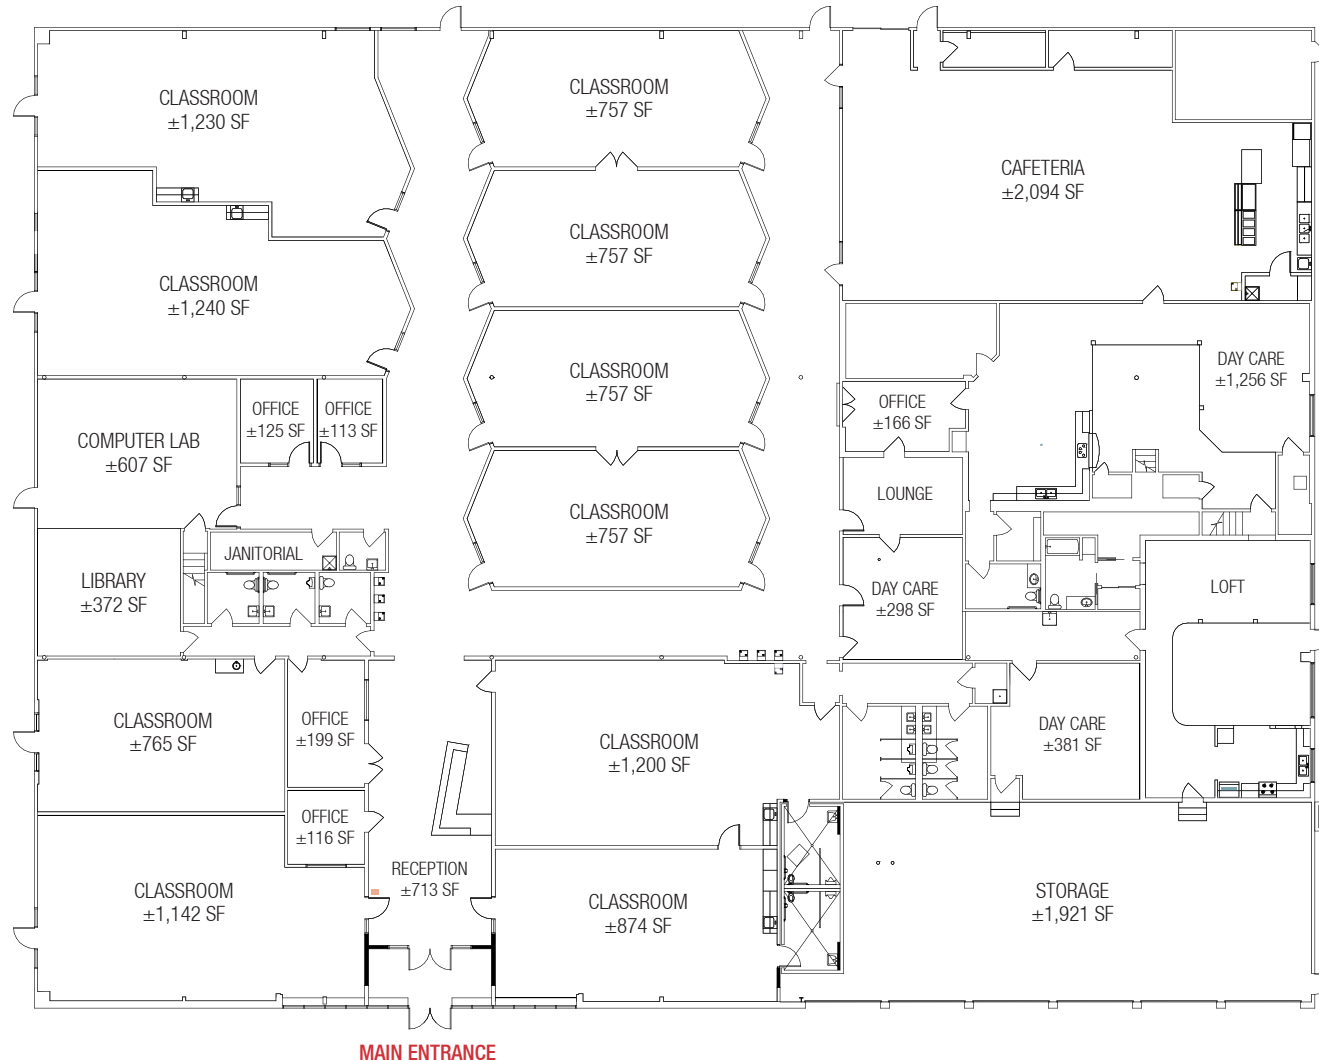 CLASSROOM
±1,230 SF
CLASSROOM
±757 SF
CAFETERIA
±2,094 SF
CLASSROOM
±1,240 SF
CLASSROOM
±757 SF
CLASSROOM
±757 SF
DAY CARE
±1,256 SF
COMPUTER LAB
±607 SF
OFFICE
±125 SF
OFFICE
±113 SF
OFFICE
±166 SF
LOUNGE
CLASSROOM
±757 SF
JANITORIAL
LIBRARY
±372 SF
DAY CARE
±298 SF
LOFT
CLASSROOM
±765 SF
OFFICE
±199 SF
CLASSROOM
±1,200 SF
DAY CARE
±381 SF
OFFICE
±116 SF
RECEPTION
±713 SF
CLASSROOM
±1,142 SF
CLASSROOM
±874 SF
STORAGE
±1,921 SF
MAIN ENTRANCE